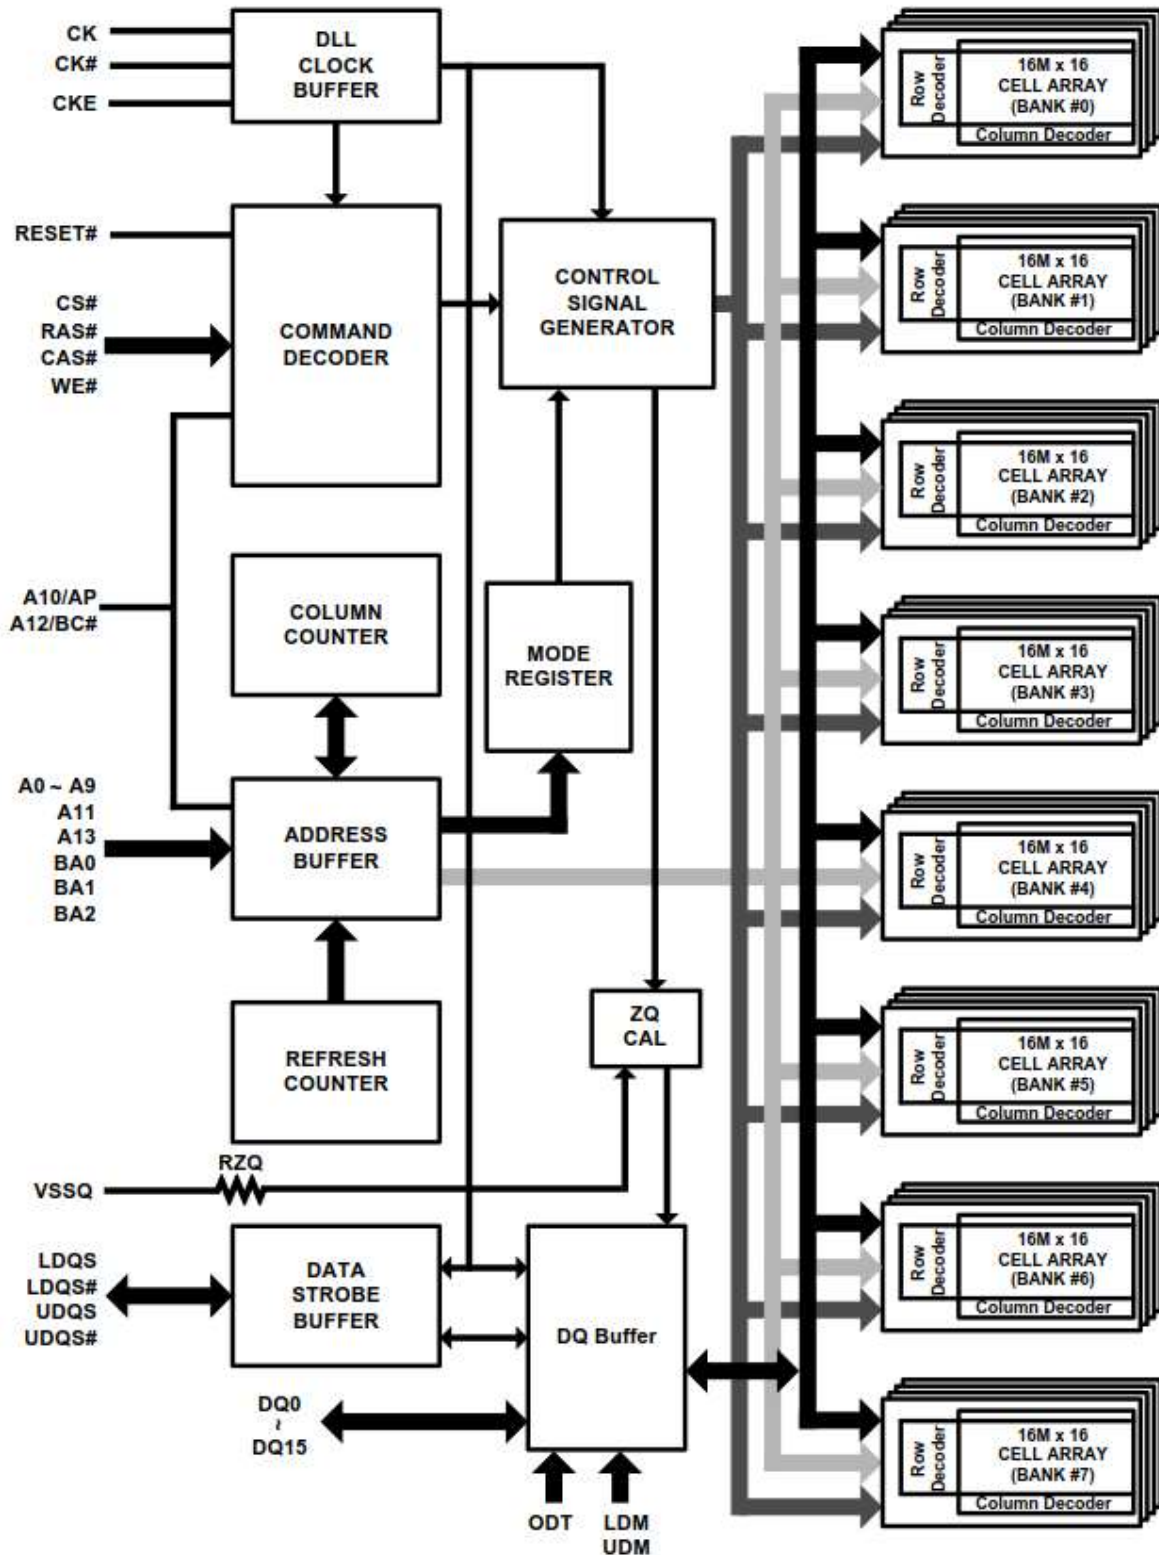 CK
CK#
CKE
DLL
CLOCK
BUFFER
RESET#
CS#
RAS#
CAS#
WE#
COMMAND
DECODER
CONTROL
SIGNAL
GENERATOR
A10/AP
A12/BC#
COLUMN
COUNTER
MODE
REGISTER
A0 ~ A9
A11
A13
BA0
BA1
BA2
ADDRESS
BUFFER
REFRESH
COUNTER
ZQ
CAL
RZQ
VSSQ
LDQS
LDQS#
UDQS
UDQS#
DATA
STROBE
BUFFER
DQ Buffer
DQ0
~
DQ15
ODT
LDM
UDM
Row
Decoder
16M x 16
CELL ARRAY
(BANK #0)
Column Decoder
Row
Decoder
16M x 16
CELL ARRAY
(BANK #1)
Column Decoder
Row
Decoder
16M x 16
CELL ARRAY
(BANK #2)
Column Decoder
Row
Decoder
16M x 16
CELL ARRAY
(BANK #3)
Column Decoder
Row
Decoder
16M x 16
CELL ARRAY
(BANK #4)
Column Decoder
Row
Decoder
16M x 16
CELL ARRAY
(BANK #5)
Column Decoder
Row
Decoder
16M x 16
CELL ARRAY
(BANK #6)
Column Decoder
Row
Decoder
16M x 16
CELL ARRAY
(BANK #7)
Column Decoder